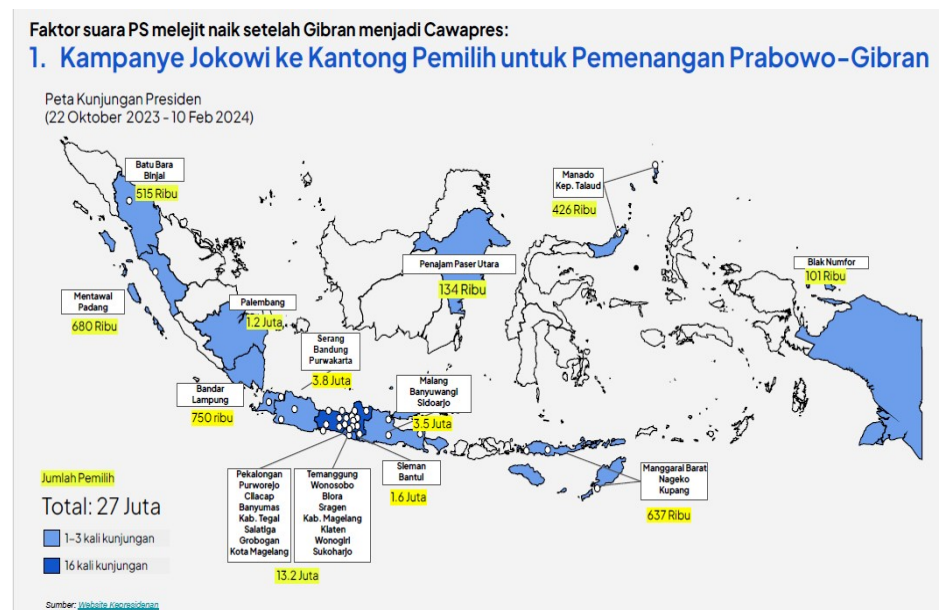 Faktor suara PS melejit naik setelah Gibran menjadi Cawapres:
1. Kampanye Jokowi ke Kantong Pemilih untuk Pemenangan Prabowo-Gibran
Peta Kunjungan Presiden
(22 Oktober 2023 - 10 Feb 2024)
Batu Bara
Binjai
515 Ribu
Manado
Kep. Talaud
426 Ribu
Penajam Paser Utara
134 Ribu
Biak Numfor
101 Ribu
Mentawai
Padang
680 Ribu
Palembang
1.2 Juta
Serang
Bandung
Purwakarta
3.8 Juta
Malang
Banyuwangi
Sidoarjo
3.5 Juta
Bandar
Lampung
750 ribu
Pekalongan
Purworejo
Cilacap
Banyumas
Kab. Tegal
Salatiga
Grobogan
Kota Magelang
Temanggung
Wonosobo
Blora
Sragen
Kab. Magelang
Klaten
Wonogiri
Sukoharjo
13.2 Juta
Sleman
Bantul
1.6 Juta
Manggarai Barat
Nageko
Kupang
637 Ribu
Jumlah Pemilih
Total: 27 Juta
1-3 kali kunjungan
16 kali kunjungan
Sumber: Website Kepresidenan